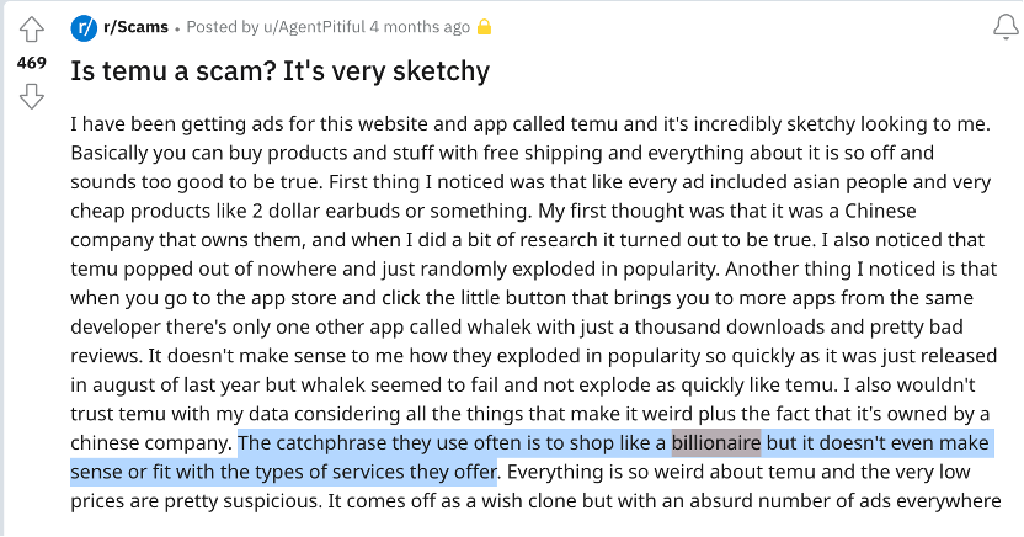 r/Scams • Posted by u/AgentPitiful 4 months ago
469
Is temu a scam? It's very sketchy
I have been getting ads for this website and app called temu and it's incredibly sketchy looking to me.
Basically you can buy products and stuff with free shipping and everything about it is so off and
sounds too good to be true. First thing I noticed was that like every ad included asian people and very
cheap products like 2 dollar earbuds or something. My first thought was that it was a Chinese
company that owns them, and when I did a bit of research it turned out to be true. I also noticed that
temu popped out of nowhere and just randomly exploded in popularity. Another thing I noticed is that
when you go to the app store and click the little button that brings you to more apps from the same
developer there's only one other app called whalek with just a thousand downloads and pretty bad
reviews. It doesn't make sense to me how they exploded in popularity so quickly as it was just released
in august of last year but whalek seemed to fail and not explode as quickly like temu. I also wouldn't
trust temu with my data considering all the things that make it weird plus the fact that it's owned by a
chinese company. The catchphrase they use often is to shop like a billionaire but it doesn't even make
sense or fit with the types of services they offer. Everything is so weird about temu and the very low
prices are pretty suspicious. It comes off as a wish clone but with an absurd number of ads everywhere